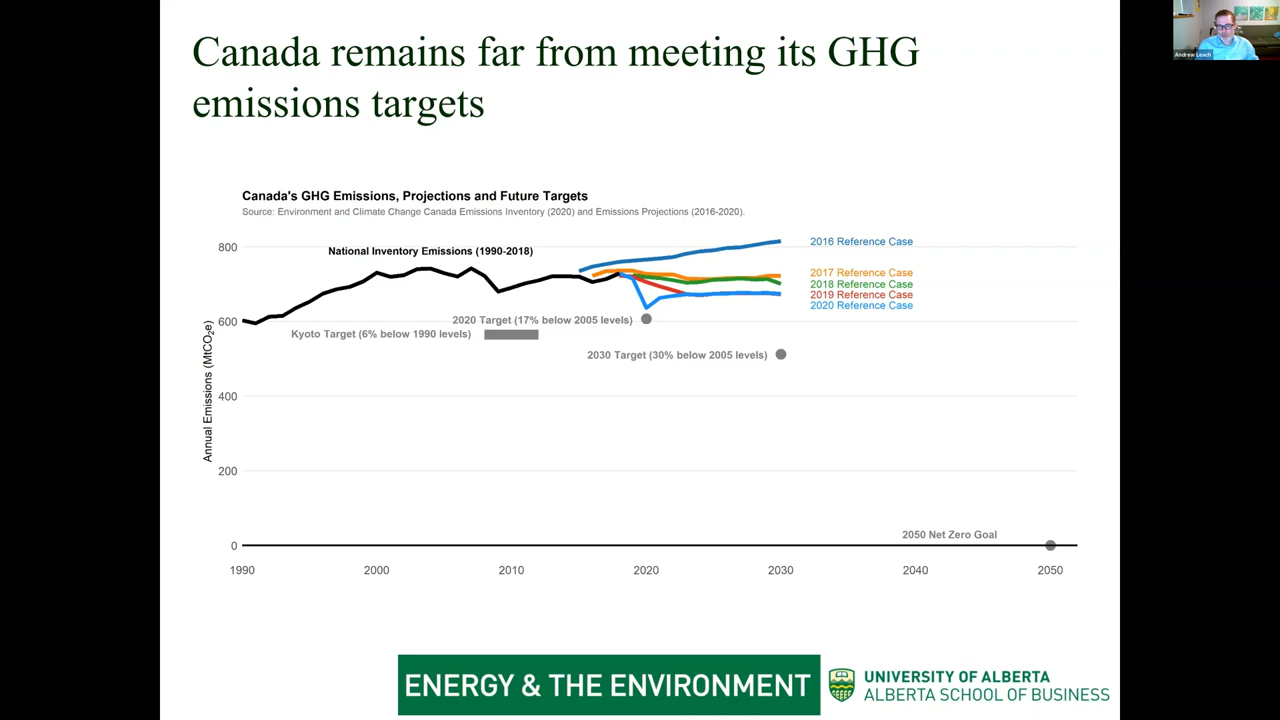 Canada remains far from meeting its GHG
emissions targets
Andrew Leach
Canada's GHG Emissions, Projections and Future Targets
Source: Environment and Climate Change Canada Emissions Inventory (2020) and Emissions Projections (2016-2020).
National Inventory Emissions (1990-2018)
2016 Reference Case
2017 Reference Case
2018 Reference Case
2019 Reference Case
2020 Reference Case
2020 Target (17% below 2005 levels)
Kyoto Target (6% below 1990 levels)
2030 Target (30% below 2005 levels)
2050 Net Zero Goal
Annual Emissions (MtCO2e)
800
600
400
200
0
1990 2000 2010 2020 2030 2040 2050
ENERGY & THE ENVIRONMENT
UNIVERSITY OF ALBERTA
ALBERTA SCHOOL OF BUSINESS